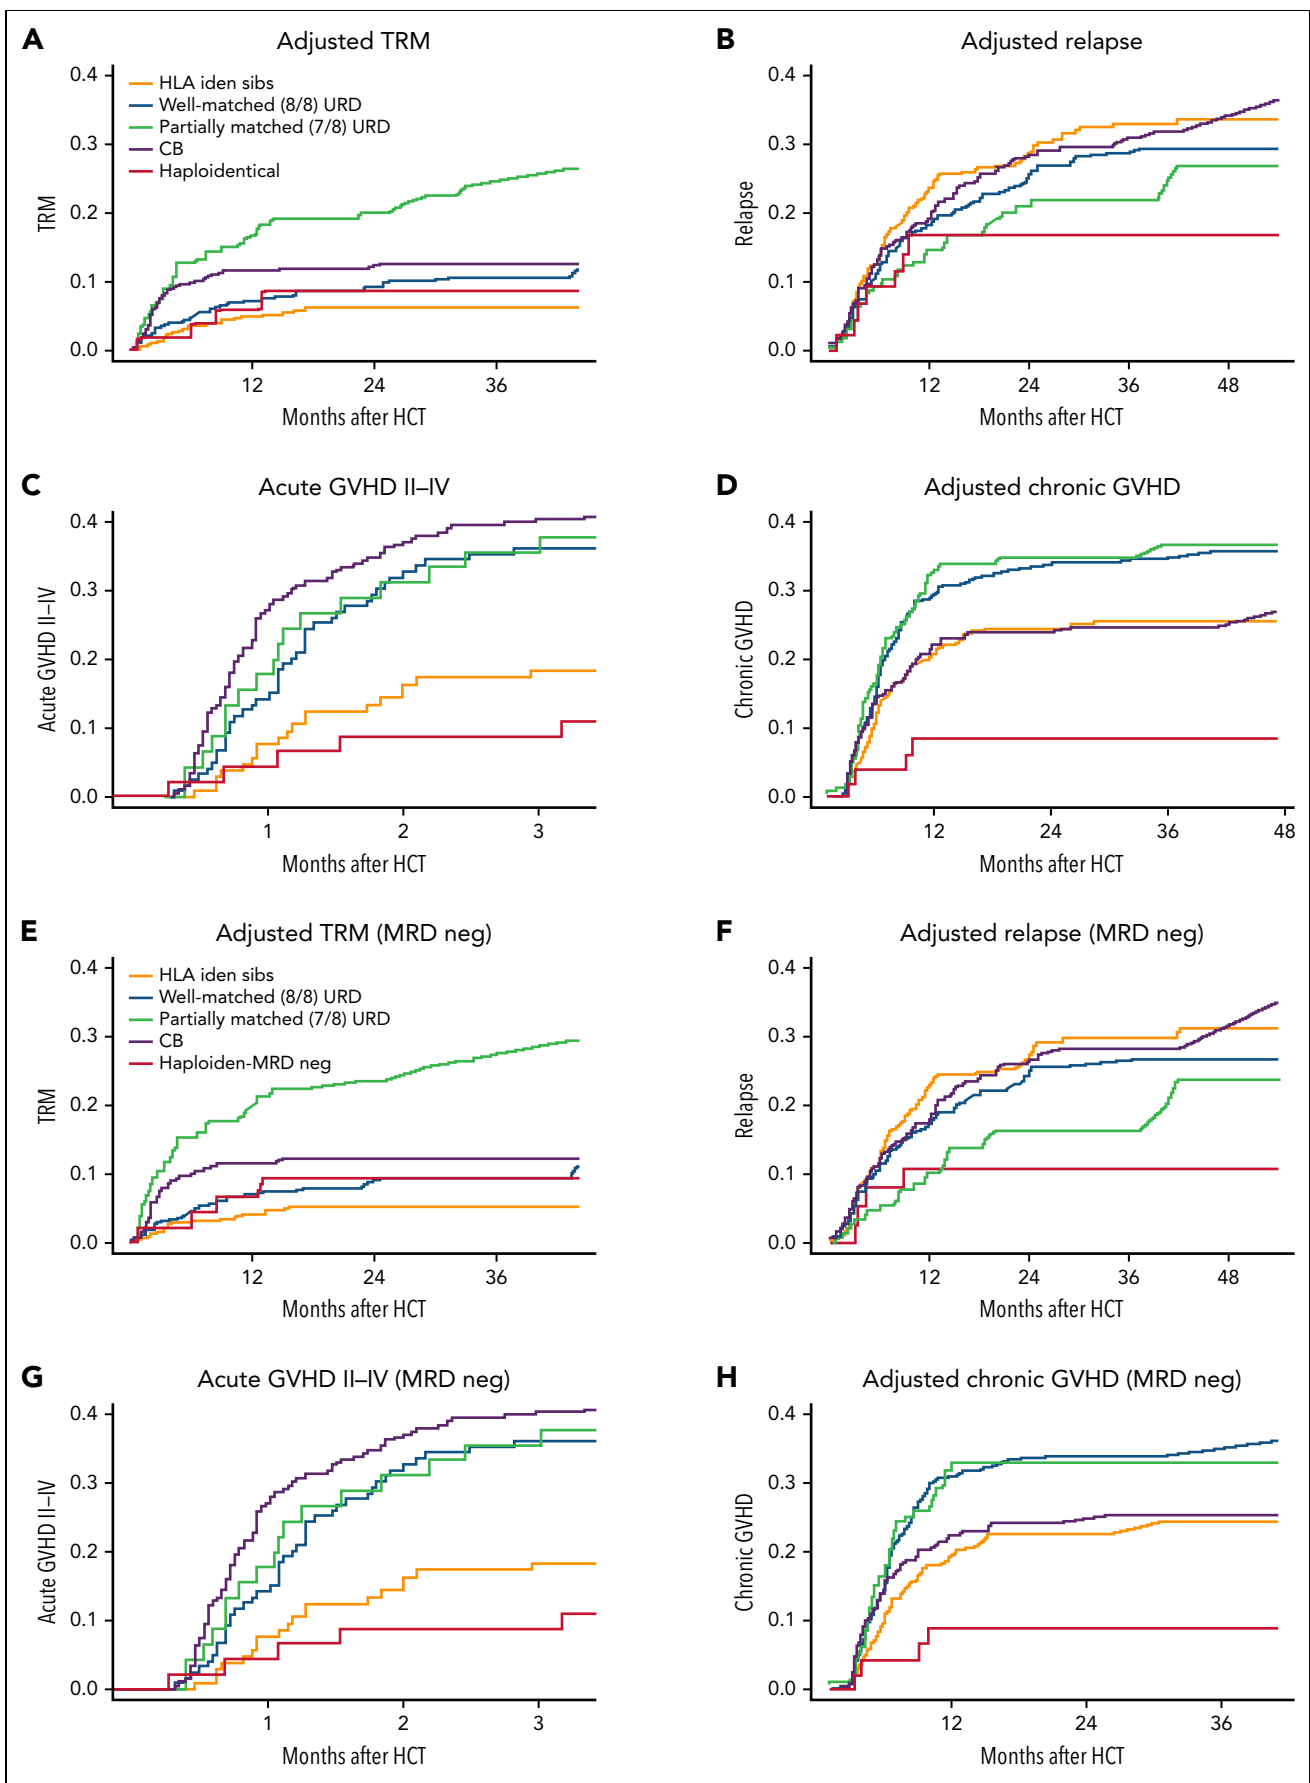 A
Adjusted TRM
0.4
0.3
0.2
0.1
0.0
TRM
HLA iden sibs
Well-matched (8/8) URD
Partially matched (7/8) URD
CB
Haploidentical
12
24
36
Months after HCT
B
Adjusted relapse
0.4
0.3
0.2
0.1
0.0
Relapse
12
24
36
48
Months after HCT
C
Acute GVHD II–IV
0.4
0.3
0.2
0.1
0.0
Acute GVHD II–IV
1
2
3
Months after HCT
D
Adjusted chronic GVHD
0.4
0.3
0.2
0.1
0.0
Chronic GVHD
12
24
36
48
Months after HCT
E
Adjusted TRM (MRD neg)
0.4
0.3
0.2
0.1
0.0
TRM
HLA iden sibs
Well-matched (8/8) URD
Partially matched (7/8) URD
CB
Haploiden-MRD neg
12
24
36
Months after HCT
F
Adjusted relapse (MRD neg)
0.4
0.3
0.2
0.1
0.0
Relapse
12
24
36
48
Months after HCT
G
Acute GVHD II–IV (MRD neg)
0.4
0.3
0.2
0.1
0.0
Acute GVHD II–IV
1
2
3
Months after HCT
H
Adjusted chronic GVHD (MRD neg)
0.4
0.3
0.2
0.1
0.0
Chronic GVHD
12
24
36
Months after HCT